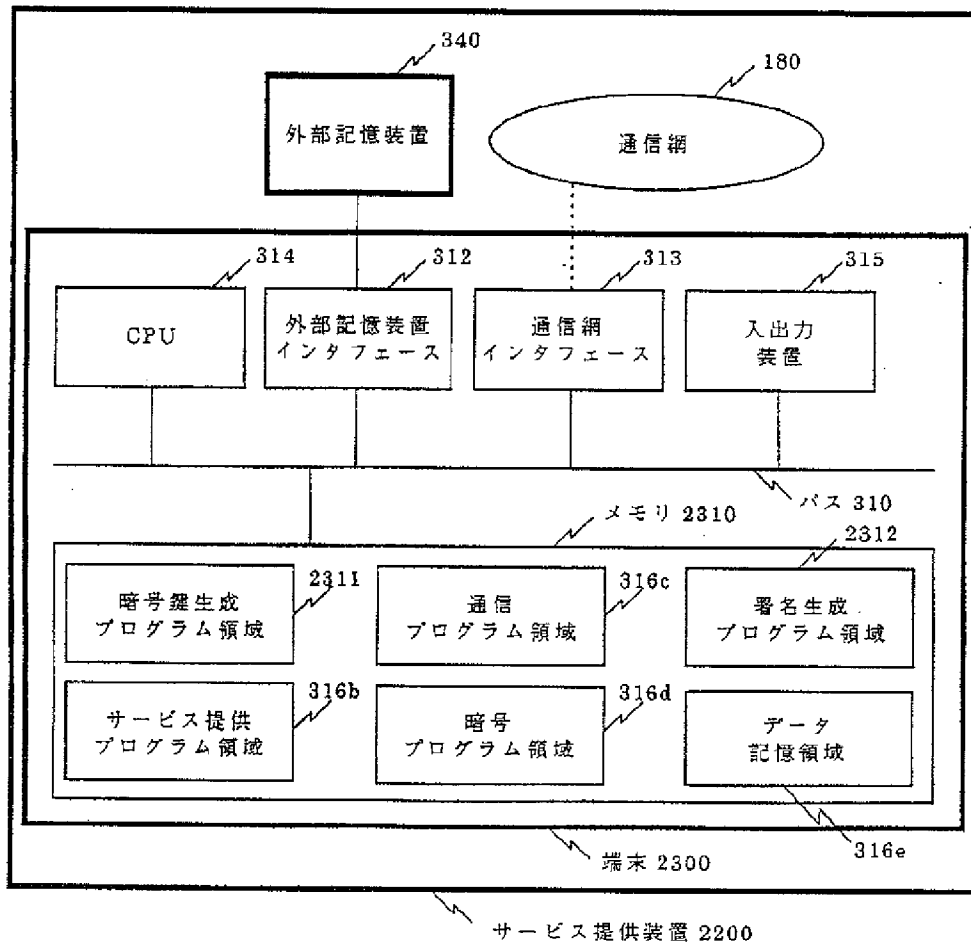 340
180
外部記憶装置
通信網
314
312
313
315
CPU
外部記憶装置
インタフェース
通信網
インタフェース
入出力
装置
バス 310
メモリ 2310
2312
2311
316c
暗号鍵生成
プログラム領域
通信
プログラム領域
署名生成
プログラム領域
316b
316d
サービス提供
プログラム領域
暗号
プログラム領域
データ
記憶領域
316e
端末 2300
サービス提供装置 2200